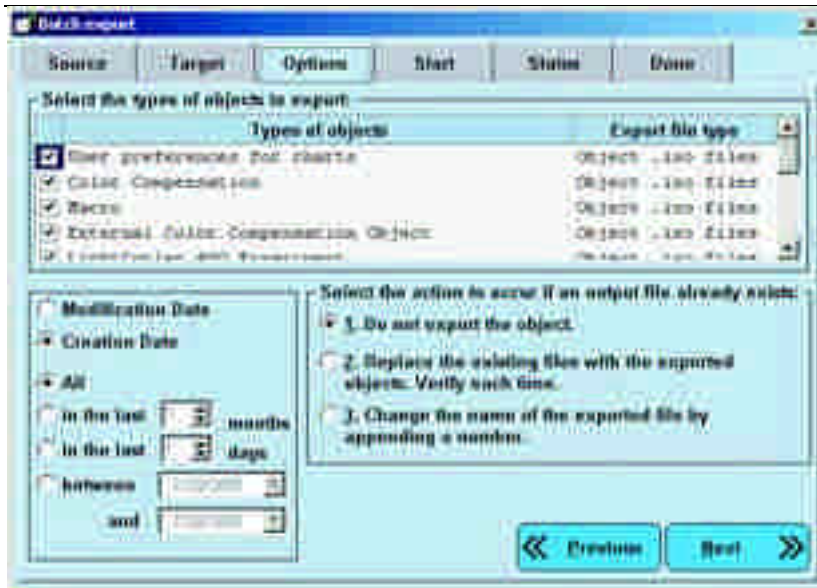 Batch export
Source Target Options Start Status Done
Select the types of objects to export
Types of objects Export file type
User preferences for charts Object .ixo files
Color Compensation Object .ixo files
Macro Object .ixo files
External Color Compensation Object Object .ixo files
Modification Date
Creation Date
All
in the last months
in the last days
between
and
Select the action to occur if an output file already exists:
1. Do not export the object.
2. Replace the existing files with the exported
objects. Verify each time.
3. Change the name of the exported file by
appending a number.
Previous Next